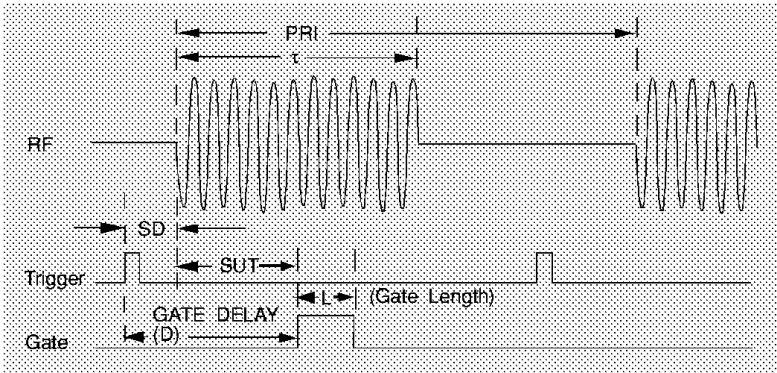 PRI
τ
RF
SD
SUT
Trigger
L (Gate Length)
GATE DELAY
(D)
Gate